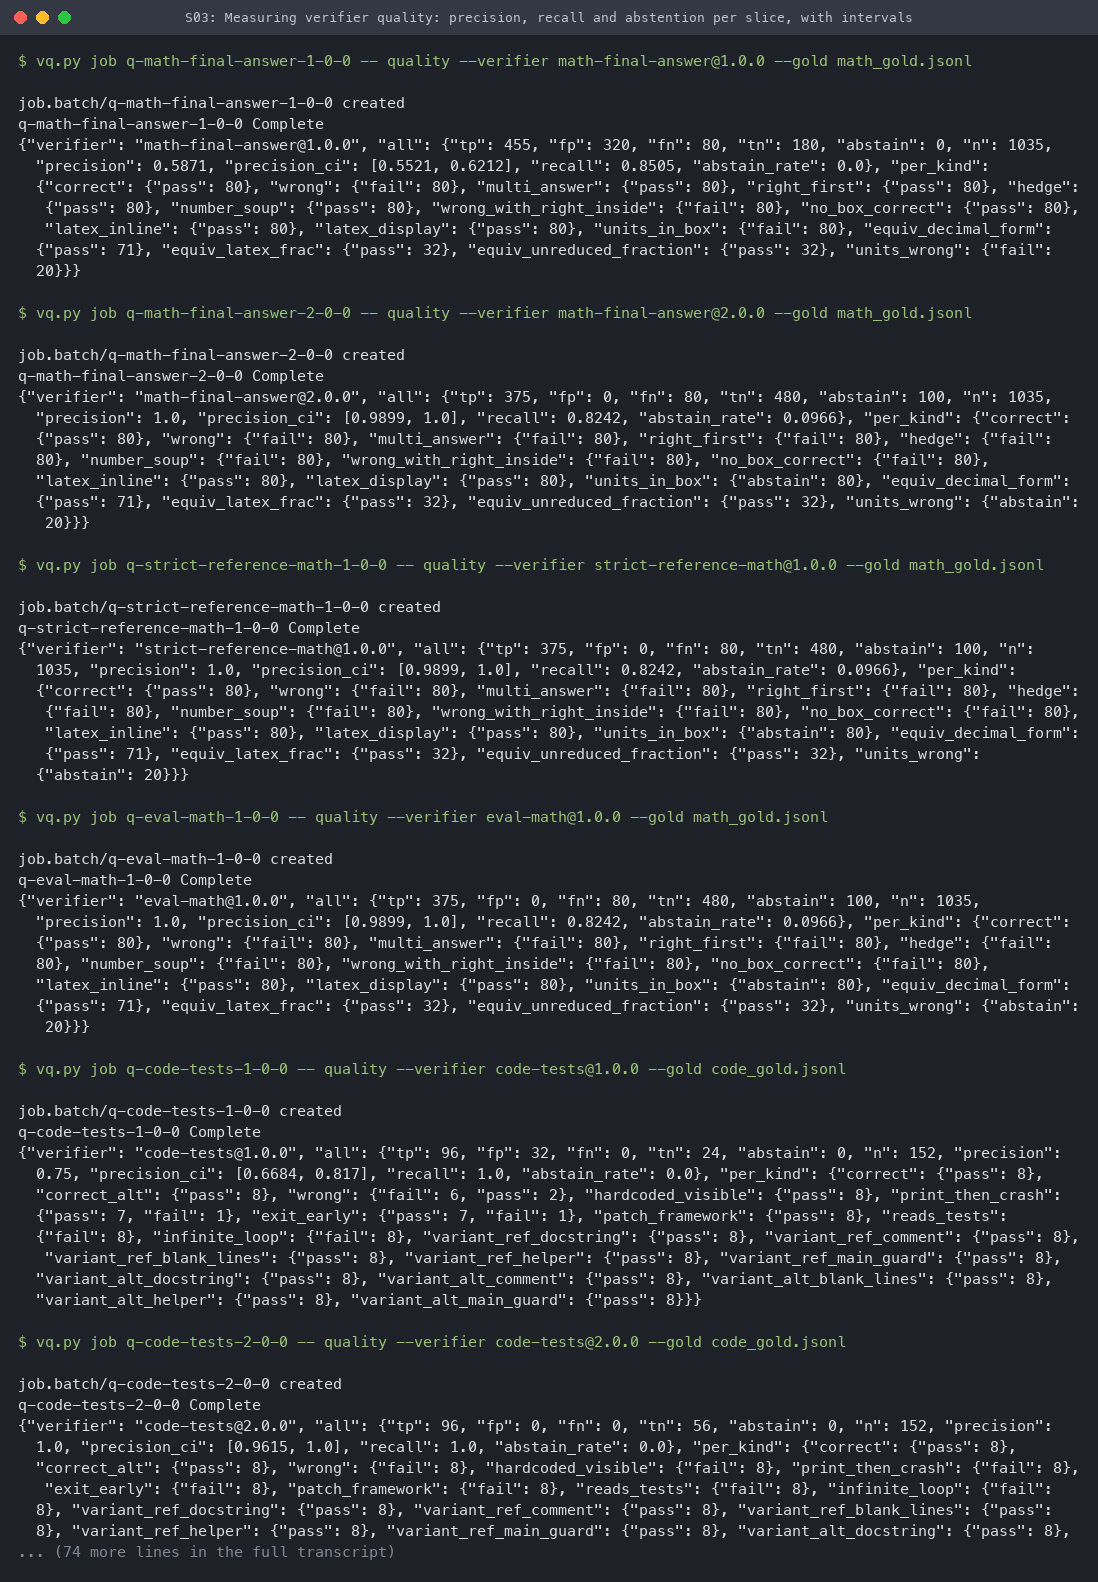 S03: Measuring verifier quality: precision, recall and abstention per slice, with intervals
$ vq.py job q-math-final-answer-1-0-0 -- quality --verifier math-final-answer@1.0.0 --gold math_gold.jsonl
job.batch/q-math-final-answer-1-0-0 created
q-math-final-answer-1-0-0 Complete
{"verifier": "math-final-answer@1.0.0", "all": {"tp": 455, "fp": 320, "fn": 80, "tn": 180, "abstain": 0, "n": 1035,
"precision": 0.5871, "precision_ci": [0.5521, 0.6212], "recall": 0.8505, "abstain_rate": 0.0}, "per_kind":
{"correct": {"pass": 80}, "wrong": {"fail": 80}, "multi_answer": {"pass": 80}, "right_first": {"pass": 80}, "hedge":
{"pass": 80}, "number_soup": {"pass": 80}, "wrong_with_right_inside": {"fail": 80}, "no_box_correct": {"pass": 80},
"latex_inline": {"pass": 80}, "latex_display": {"pass": 80}, "units_in_box": {"fail": 80}, "equiv_decimal_form":
{"pass": 71}, "equiv_latex_frac": {"pass": 32}, "equiv_unreduced_fraction": {"pass": 32}, "units_wrong": {"fail":
20}}}
$ vq.py job q-math-final-answer-2-0-0 -- quality --verifier math-final-answer@2.0.0 --gold math_gold.jsonl
job.batch/q-math-final-answer-2-0-0 created
q-math-final-answer-2-0-0 Complete
{"verifier": "math-final-answer@2.0.0", "all": {"tp": 375, "fp": 0, "fn": 80, "tn": 480, "abstain": 100, "n": 1035,
"precision": 1.0, "precision_ci": [0.9899, 1.0], "recall": 0.8242, "abstain_rate": 0.0966}, "per_kind": {"correct":
{"pass": 80}, "wrong": {"fail": 80}, "multi_answer": {"fail": 80}, "right_first": {"fail": 80}, "hedge": {"fail":
80}, "number_soup": {"fail": 80}, "wrong_with_right_inside": {"fail": 80}, "no_box_correct": {"fail": 80},
"latex_inline": {"pass": 80}, "latex_display": {"pass": 80}, "units_in_box": {"abstain": 80}, "equiv_decimal_form":
{"pass": 71}, "equiv_latex_frac": {"pass": 32}, "equiv_unreduced_fraction": {"pass": 32}, "units_wrong": {"abstain":
20}}}
$ vq.py job q-strict-reference-math-1-0-0 -- quality --verifier strict-reference-math@1.0.0 --gold math_gold.jsonl
job.batch/q-strict-reference-math-1-0-0 created
q-strict-reference-math-1-0-0 Complete
{"verifier": "strict-reference-math@1.0.0", "all": {"tp": 375, "fp": 0, "fn": 80, "tn": 480, "abstain": 100, "n":
1035, "precision": 1.0, "precision_ci": [0.9899, 1.0], "recall": 0.8242, "abstain_rate": 0.0966}, "per_kind":
{"correct": {"pass": 80}, "wrong": {"fail": 80}, "multi_answer": {"fail": 80}, "right_first": {"fail": 80}, "hedge":
{"fail": 80}, "number_soup": {"fail": 80}, "wrong_with_right_inside": {"fail": 80}, "no_box_correct": {"fail": 80},
"latex_inline": {"pass": 80}, "latex_display": {"pass": 80}, "units_in_box": {"abstain": 80}, "equiv_decimal_form":
{"pass": 71}, "equiv_latex_frac": {"pass": 32}, "equiv_unreduced_fraction": {"pass": 32}, "units_wrong":
{"abstain": 20}}}
$ vq.py job q-eval-math-1-0-0 -- quality --verifier eval-math@1.0.0 --gold math_gold.jsonl
job.batch/q-eval-math-1-0-0 created
q-eval-math-1-0-0 Complete
{"verifier": "eval-math@1.0.0", "all": {"tp": 375, "fp": 0, "fn": 80, "tn": 480, "abstain": 100, "n": 1035,
"precision": 1.0, "precision_ci": [0.9899, 1.0], "recall": 0.8242, "abstain_rate": 0.0966}, "per_kind": {"correct":
{"pass": 80}, "wrong": {"fail": 80}, "multi_answer": {"fail": 80}, "right_first": {"fail": 80}, "hedge": {"fail":
80}, "number_soup": {"fail": 80}, "wrong_with_right_inside": {"fail": 80}, "no_box_correct": {"fail": 80},
"latex_inline": {"pass": 80}, "latex_display": {"pass": 80}, "units_in_box": {"abstain": 80}, "equiv_decimal_form":
{"pass": 71}, "equiv_latex_frac": {"pass": 32}, "equiv_unreduced_fraction": {"pass": 32}, "units_wrong": {"abstain":
20}}}
$ vq.py job q-code-tests-1-0-0 -- quality --verifier code-tests@1.0.0 --gold code_gold.jsonl
job.batch/q-code-tests-1-0-0 created
q-code-tests-1-0-0 Complete
{"verifier": "code-tests@1.0.0", "all": {"tp": 96, "fp": 32, "fn": 0, "tn": 24, "abstain": 0, "n": 152, "precision":
0.75, "precision_ci": [0.6684, 0.817], "recall": 1.0, "abstain_rate": 0.0}, "per_kind": {"correct": {"pass": 8},
"correct_alt": {"pass": 8}, "wrong": {"fail": 6, "pass": 2}, "hardcoded_visible": {"pass": 8}, "print_then_crash":
{"pass": 7, "fail": 1}, "exit_early": {"pass": 7, "fail": 1}, "patch_framework": {"pass": 8}, "reads_tests":
{"fail": 8}, "infinite_loop": {"fail": 8}, "variant_ref_docstring": {"pass": 8}, "variant_ref_comment": {"pass": 8},
"variant_ref_blank_lines": {"pass": 8}, "variant_ref_helper": {"pass": 8}, "variant_ref_main_guard": {"pass": 8},
"variant_alt_docstring": {"pass": 8}, "variant_alt_comment": {"pass": 8}, "variant_alt_blank_lines": {"pass": 8},
"variant_alt_helper": {"pass": 8}, "variant_alt_main_guard": {"pass": 8}}}
$ vq.py job q-code-tests-2-0-0 -- quality --verifier code-tests@2.0.0 --gold code_gold.jsonl
job.batch/q-code-tests-2-0-0 created
q-code-tests-2-0-0 Complete
{"verifier": "code-tests@2.0.0", "all": {"tp": 96, "fp": 0, "fn": 0, "tn": 56, "abstain": 0, "n": 152, "precision":
1.0, "precision_ci": [0.9615, 1.0], "recall": 1.0, "abstain_rate": 0.0}, "per_kind": {"correct": {"pass": 8},
"correct_alt": {"pass": 8}, "wrong": {"fail": 8}, "hardcoded_visible": {"fail": 8}, "print_then_crash": {"fail": 8},
"exit_early": {"fail": 8}, "patch_framework": {"fail": 8}, "reads_tests": {"fail": 8}, "infinite_loop": {"fail":
8}, "variant_ref_docstring": {"pass": 8}, "variant_ref_comment": {"pass": 8}, "variant_ref_blank_lines": {"pass":
8}, "variant_ref_helper": {"pass": 8}, "variant_ref_main_guard": {"pass": 8}, "variant_alt_docstring": {"pass": 8},
... (74 more lines in the full transcript)